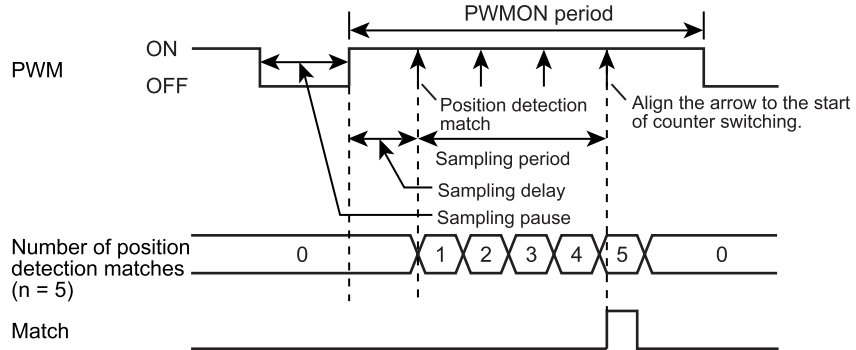 PWMON period
ON
PWM
OFF
Position detection
match
Align the arrow to the start
of counter switching.
Sampling period
Sampling delay
Sampling pause
Number of position
detection matches
(n = 5)
0 1 2 3 4 5 0
Match